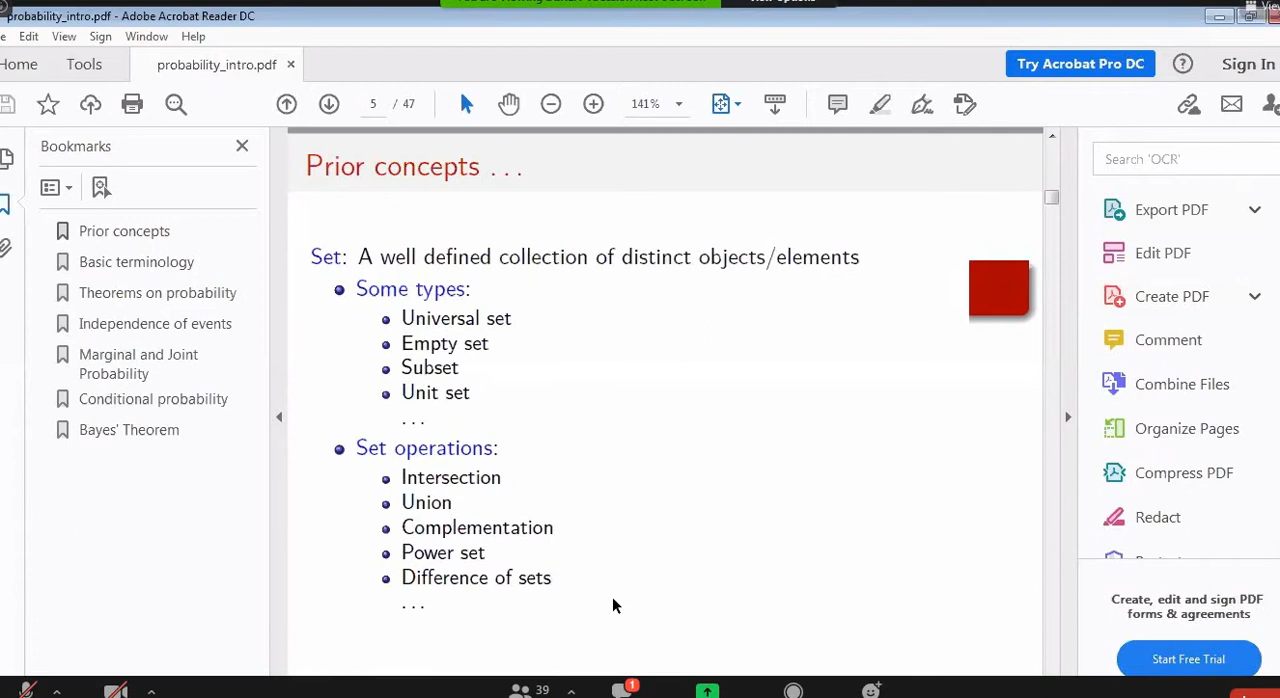 probability_intro.pdf - Adobe Acrobat Reader DC
Edit View Sign Window Help
Home Tools probability_intro.pdf × Try Acrobat Pro DC Sign In
5 / 47 141%
Bookmarks
Prior concepts
Basic terminology
Theorems on probability
Independence of events
Marginal and Joint
Probability
Conditional probability
Bayes' Theorem
Prior concepts . . .
Set: A well defined collection of distinct objects/elements
Some types:
Universal set
Empty set
Subset
Unit set
. . .
Set operations:
Intersection
Union
Complementation
Power set
Difference of sets
. . .
Search 'OCR'
Export PDF
Edit PDF
Create PDF
Comment
Combine Files
Organize Pages
Compress PDF
Redact
Create, edit and sign PDF
forms & agreements
Start Free Trial
39 1